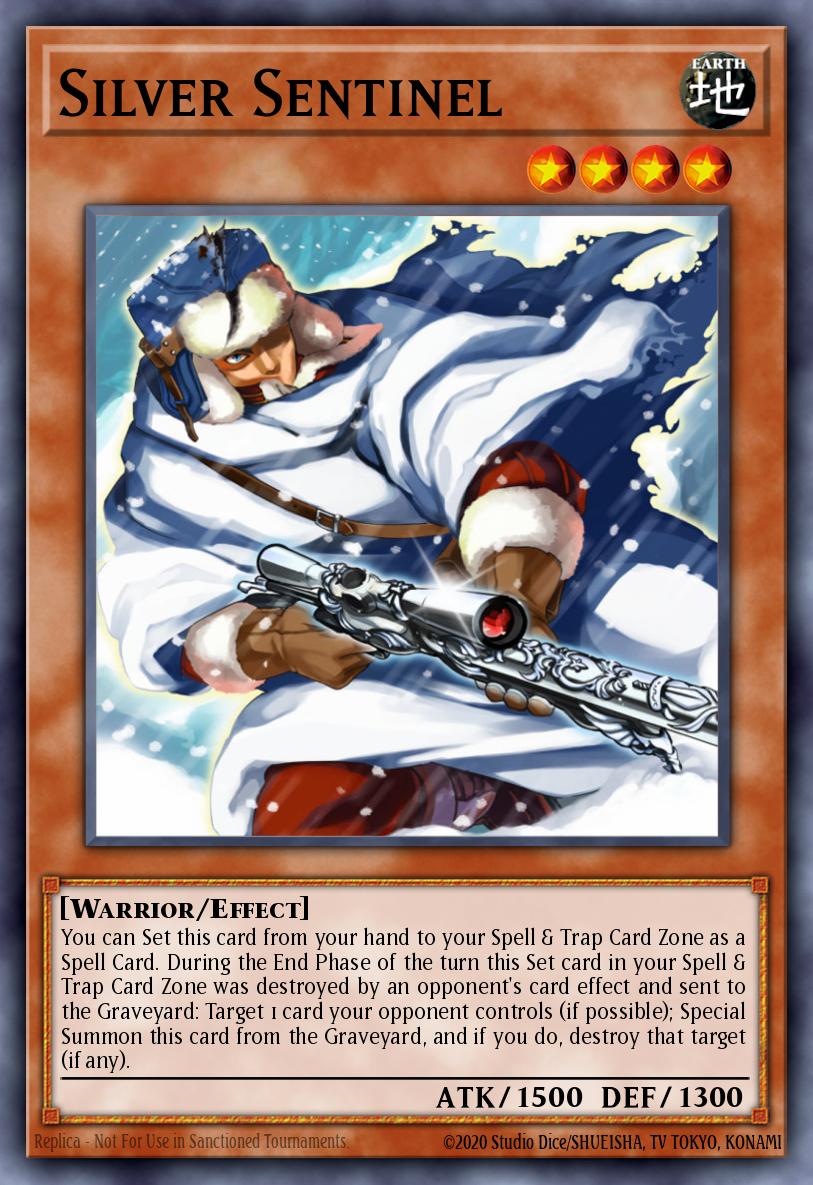 Silver Sentinel
EARTH
地
[Warrior/Effect]
You can Set this card from your hand to your Spell & Trap Card Zone as a
Spell Card. During the End Phase of the turn this Set card in your Spell &
Trap Card Zone was destroyed by an opponent's card effect and sent to
the Graveyard: Target 1 card your opponent controls (if possible); Special
Summon this card from the Graveyard, and if you do, destroy that target
(if any).
ATK/1500 DEF/1300
Replica - Not For Use in Sanctioned Tournaments.
©2020 Studio Dice/SHUEISHA, TV TOKYO, KONAMI